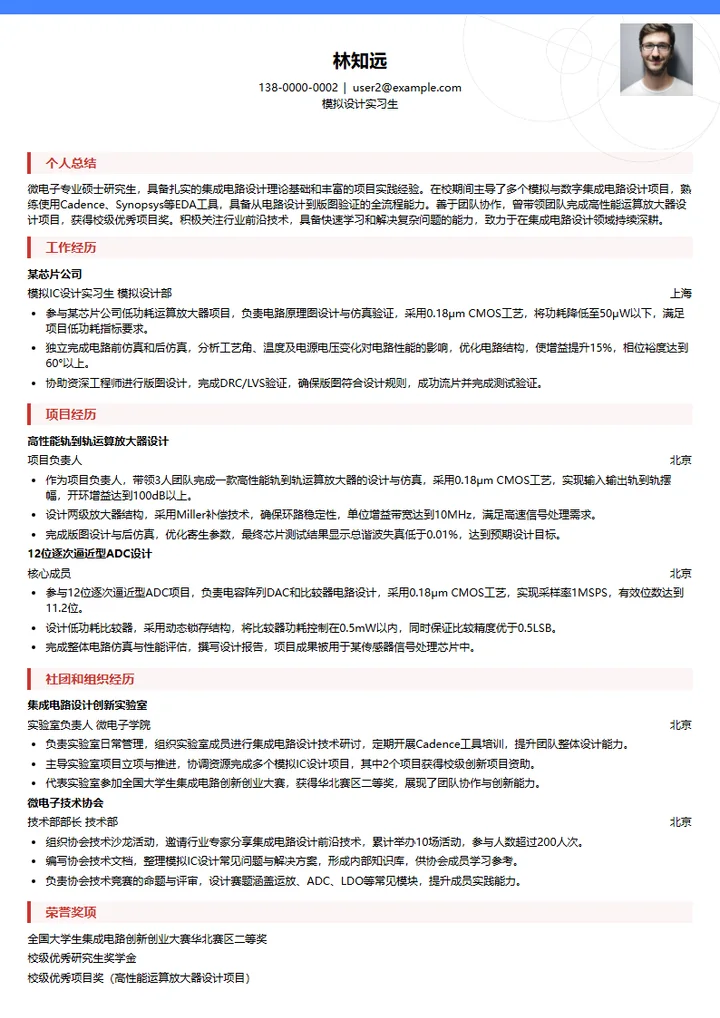 林知远
138-0000-0002 | user2@example.com
模拟设计实习生
个人总结
微电子专业硕士研究生，具备扎实的集成电路设计理论基础和丰富的项目实践经验。在校期间主导了多个模拟与数字集成电路设计项目，熟
练使用Cadence、Synopsys等EDA工具，具备从电路设计到版图验证的全流程能力。善于团队协作，曾带领团队完成高性能运算放大器设
计项目，获得校级优秀项目奖。积极关注行业前沿技术，具备快速学习和解决复杂问题的能力，致力于在集成电路设计领域持续深耕。
工作经历
某芯片公司
模拟IC设计实习生 模拟设计部 上海
• 参与某芯片公司低功耗运算放大器项目，负责电路原理图设计与仿真验证，采用0.18μm CMOS工艺，将功耗降低至50μW以下，满足
项目低功耗指标要求。
• 独立完成电路前仿真和后仿真，分析工艺角、温度及电源电压变化对电路性能的影响，优化电路结构，使增益提升15%，相位裕度达到
60°以上。
• 协助资深工程师进行版图设计，完成DRC/LVS验证，确保版图符合设计规则，成功流片并完成测试验证。
项目经历
高性能轨到轨运算放大器设计
项目负责人 北京
• 作为项目负责人，带领3人团队完成一款高性能轨到轨运算放大器的设计与仿真，采用0.18μm CMOS工艺，实现输入输出轨到轨摆
幅，开环增益达到100dB以上。
• 设计两级放大器结构，采用Miller补偿技术，确保环路稳定性，单位增益带宽达到10MHz，满足高速信号处理需求。
• 完成版图设计与后仿真，优化寄生参数，最终芯片测试结果显示总谐波失真低于0.01%，达到预期设计目标。
12位逐次逼近型ADC设计
核心成员 北京
• 参与12位逐次逼近型ADC项目，负责电容阵列DAC和比较器电路设计，采用0.18μm CMOS工艺，实现采样率1MSPS，有效位数达到
11.2位。
• 设计低功耗比较器，采用动态锁存结构，将比较器功耗控制在0.5mW以内，同时保证比较精度优于0.5LSB。
• 完成整体电路仿真与性能评估，撰写设计报告，项目成果被用于某传感器信号处理芯片中。
社团和组织经历
集成电路设计创新实验室
实验室负责人 微电子学院 北京
• 负责实验室日常管理，组织实验室成员进行集成电路设计技术研讨，定期开展Cadence工具培训，提升团队整体设计能力。
• 主导实验室项目立项与推进，协调资源完成多个模拟IC设计项目，其中2个项目获得校级创新项目资助。
• 代表实验室参加全国大学生集成电路创新创业大赛，获得华北赛区二等奖，展现了团队协作与创新能力。
微电子技术协会
技术部部长 技术部 北京
• 组织协会技术沙龙活动，邀请行业专家分享集成电路设计前沿技术，累计举办10场活动，参与人数超过200人次。
• 编写协会技术文档，整理模拟IC设计常见问题与解决方案，形成内部知识库，供协会成员学习参考。
• 负责协会技术竞赛的命题与评审，设计赛题涵盖运放、ADC、LDO等常见模块，提升成员实践能力。
荣誉奖项
全国大学生集成电路创新创业大赛华北赛区二等奖
校级优秀研究生奖学金
校级优秀项目奖（高性能运算放大器设计项目）